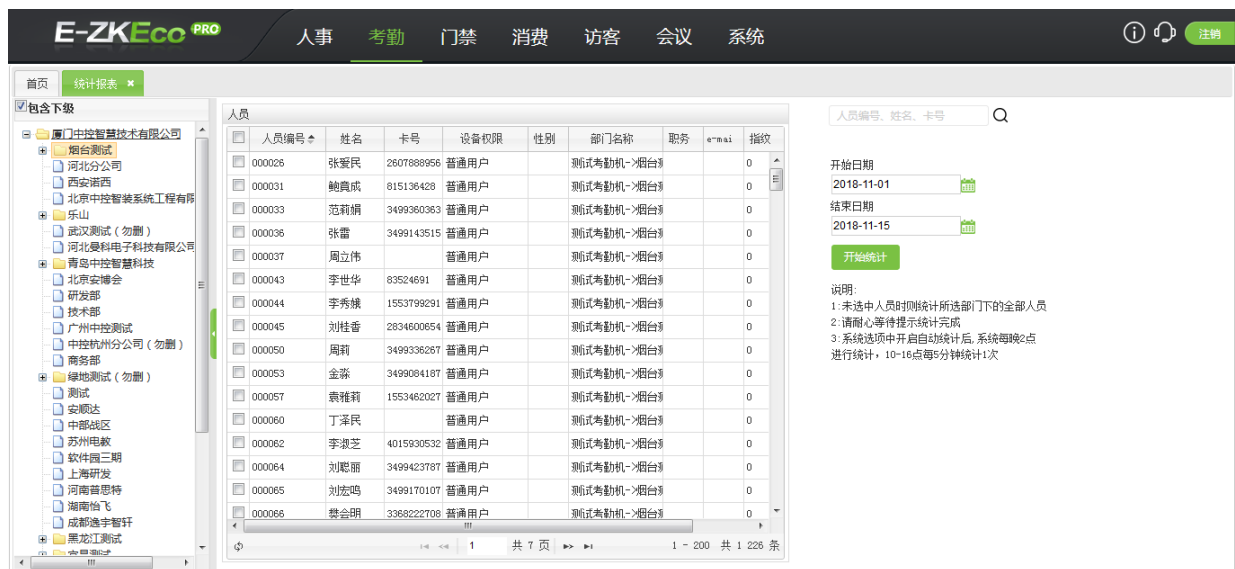 E-ZKEco PRO
人事 考勤 门禁 消费 访客 会议 系统
注销
首页 统计报表
包含下级
厦门中控智慧技术有限公司
烟台测试
河北分公司
西安诺西
北京中控智装系统工程有限
乐山
武汉测试（勿删）
河北曼科电子科技有限公司
青岛中控智慧科技
北京安博会
研发部
技术部
广州中控测试
中控杭州分公司（勿删）
商务部
绿地测试（勿删）
测试
安顺达
中部战区
苏州电教
软件园三期
上海研发
河南普思特
湖南怡飞
成都逸宇智轩
黑龙江测试
宜昌测试
人员
人员编号 姓名 卡号 设备权限 性别 部门名称 职务 e-mai 指纹
000026 张爱民 2607888956 普通用户 测试考勤机->烟台测 0
000031 鲍黄成 815136428 普通用户 测试考勤机->烟台测 0
000033 范莉娟 3499360363 普通用户 测试考勤机->烟台测 0
000036 张雷 3499143515 普通用户 测试考勤机->烟台测 0
000037 周立伟 普通用户 测试考勤机->烟台测 0
000043 李世华 83524691 普通用户 测试考勤机->烟台测 0
000044 李秀娥 1553799291 普通用户 测试考勤机->烟台测 0
000045 刘桂香 2834600654 普通用户 测试考勤机->烟台测 0
000050 周莉 3499336267 普通用户 测试考勤机->烟台测 0
000053 金淼 3499084187 普通用户 测试考勤机->烟台测 0
000057 袁雅莉 1553462027 普通用户 测试考勤机->烟台测 0
000060 丁泽民 普通用户 测试考勤机->烟台测 0
000062 李淑芝 4015930532 普通用户 测试考勤机->烟台测 0
000064 刘聪丽 3499423787 普通用户 测试考勤机->烟台测 0
000065 刘宏鸣 3499170107 普通用户 测试考勤机->烟台测 0
000066 樊会明 3368222708 普通用户 测试考勤机->烟台测 0
1 共 7 页 1 - 200 共 1 226 条
人员编号、姓名、卡号
开始日期
2018-11-01
结束日期
2018-11-15
开始统计
说明:
1:未选中人员时则统计所选部门下的全部人员
2:请耐心等待提示统计完成
3:系统选项中开启自动统计后,系统每晚2点
进行统计，10-16点每5分钟统计1次